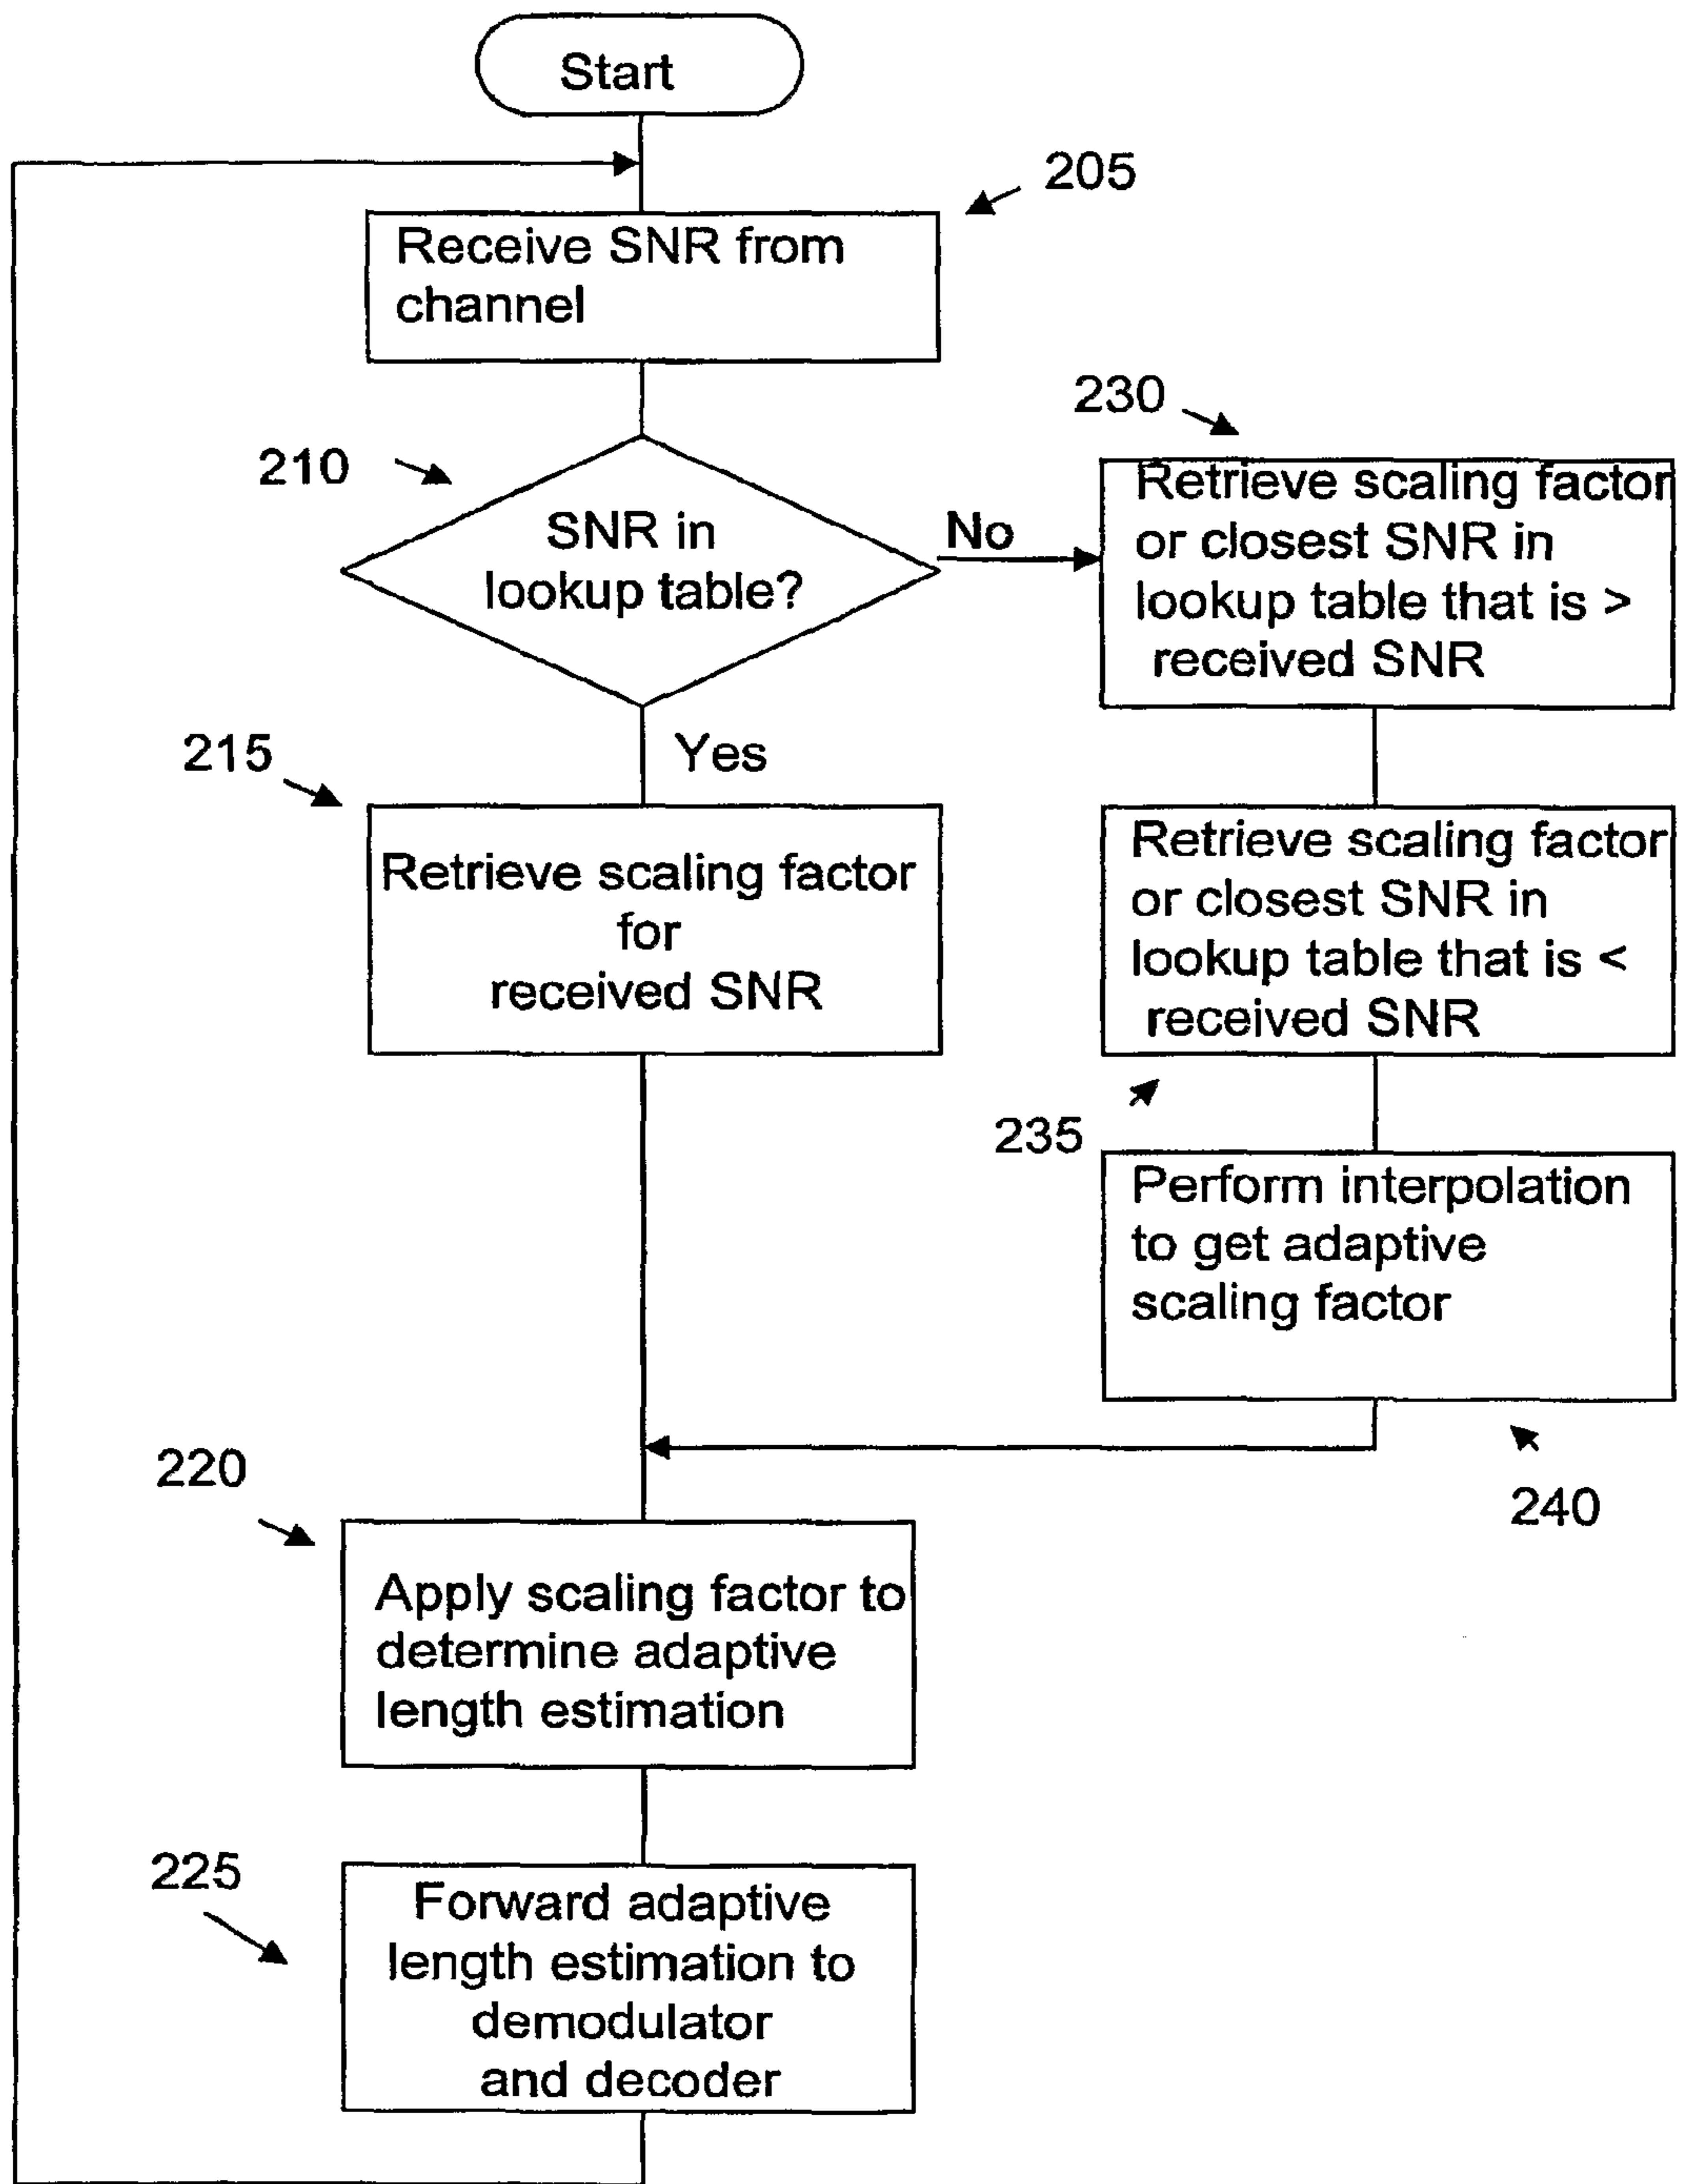 Start
205
Receive SNR from
channel
210
SNR in
lookup table?
No
230
Retrieve scaling factor
or closest SNR in
lookup table that is >
received SNR
215
Yes
Retrieve scaling factor
for
received SNR
Retrieve scaling factor
or closest SNR in
lookup table that is <
received SNR
235
Perform interpolation
to get adaptive
scaling factor
240
220
Apply scaling factor to
determine adaptive
length estimation
225
Forward adaptive
length estimation to
demodulator
and decoder